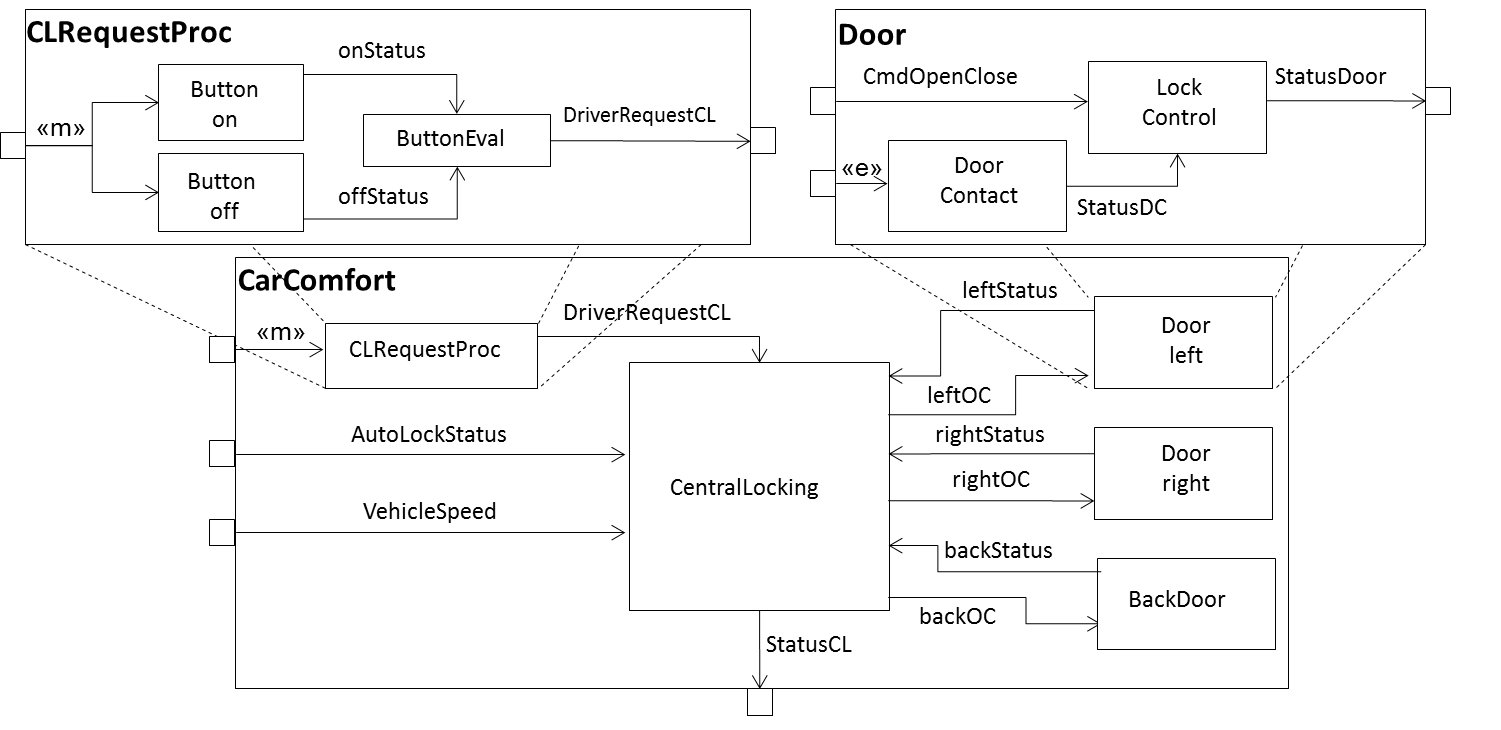 CLRequestProc
onStatus
Button
on
«m»
ButtonEval
DriverRequestCL
Button
off
offStatus
Door
CmdOpenClose
Lock
Control
StatusDoor
«e»
Door
Contact
StatusDC
CarComfort
«m»
CLRequestProc
DriverRequestCL
leftStatus
Door
left
leftOC
AutoLockStatus
rightStatus
Door
right
rightOC
CentralLocking
VehicleSpeed
backStatus
BackDoor
backOC
StatusCL